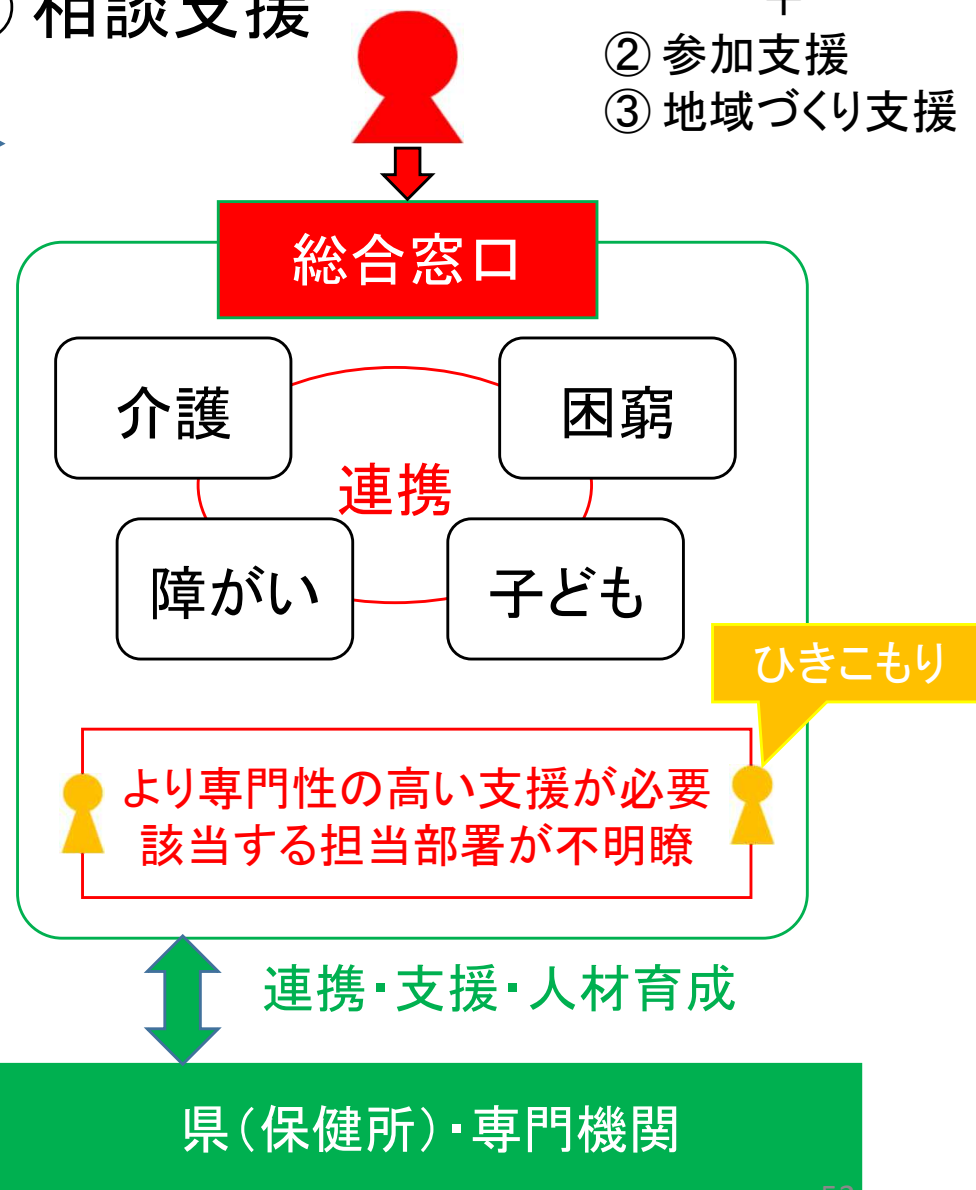 相談支援
＋
② 参加支援
③ 地域づくり支援
総合窓口
介護
困窮
連携
障がい
子ども
ひきこもり
より専門性の高い支援が必要
該当する担当部署が不明瞭
連携・支援・人材育成
県（保健所）・専門機関